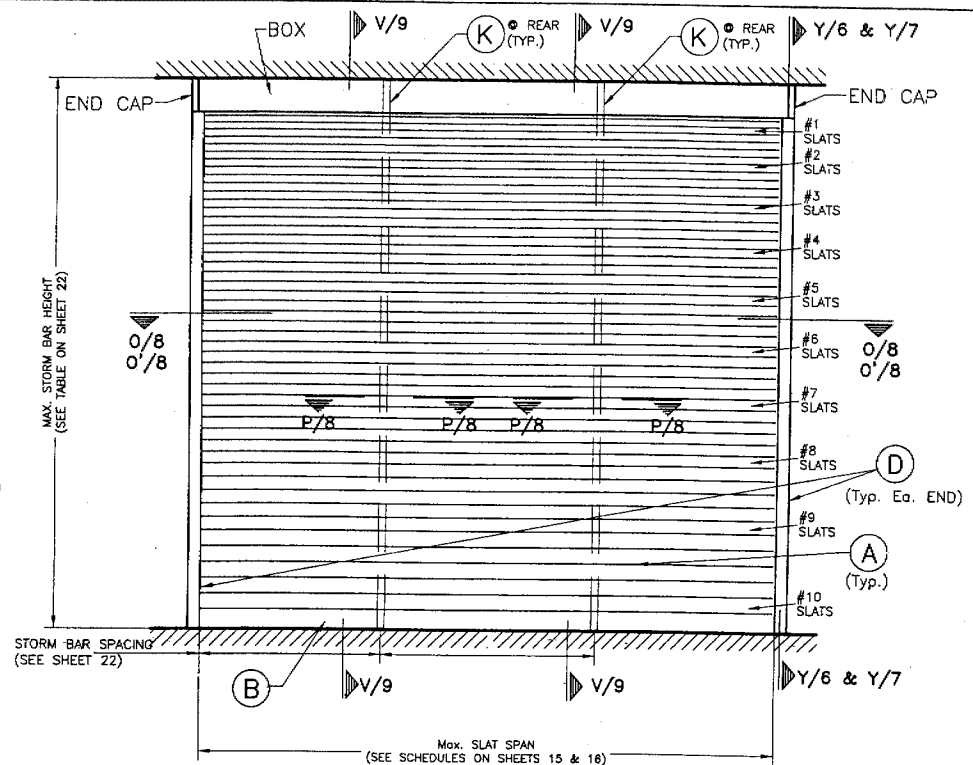 BOX
V/9
K
@ REAR
(TYP.)
V/9
K
@ REAR
(TYP.)
Y/6 & Y/7
END CAP
END CAP
#1
SLATS
#2
SLATS
#3
SLATS
#4
SLATS
#5
SLATS
#6
SLATS
#7
SLATS
#8
SLATS
#9
SLATS
#10
SLATS
MAX. STORM BAR HEIGHT
(SEE TABLE ON SHEET 22)
O/8
O'/8
O/8
O'/8
P/8
P/8
P/8
P/8
D
(Typ. Ea. END)
A
(Typ.)
STORM BAR SPACING
(SEE SHEET 22)
B
V/9
V/9
Y/6 & Y/7
Max. SLAT SPAN
(SEE SCHEDULES ON SHEETS 15 & 16)